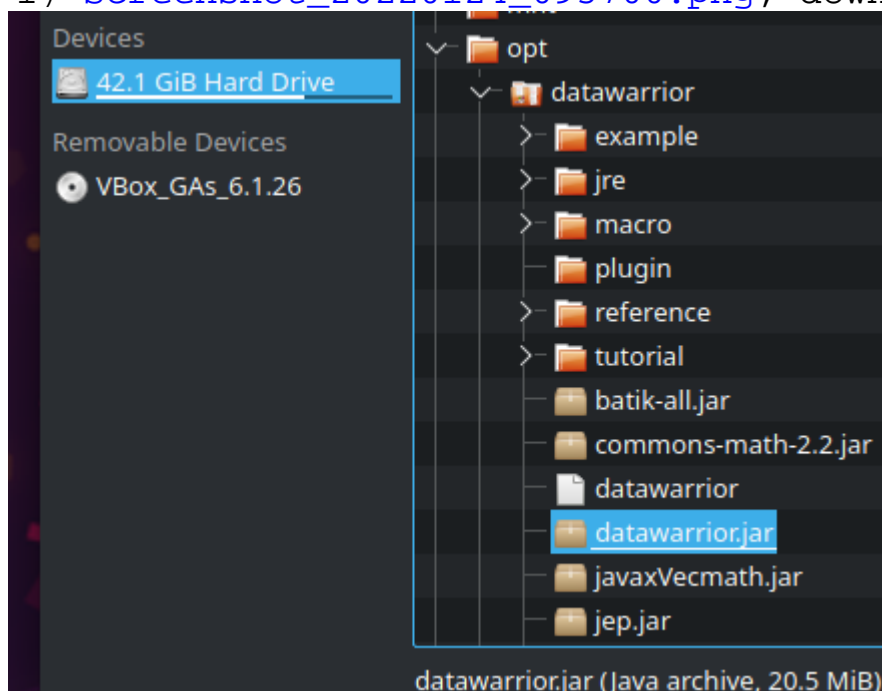 Devices
42.1 GiB Hard Drive
Removable Devices
VBox_GAs_6.1.26
opt
datawarrior
example
jre
macro
plugin
reference
tutorial
batik-all.jar
commons-math-2.2.jar
datawarrior
datawarrior.jar
javaxVecmath.jar
jep.jar
datawarrior.jar (Java archive, 20.5 MiB)